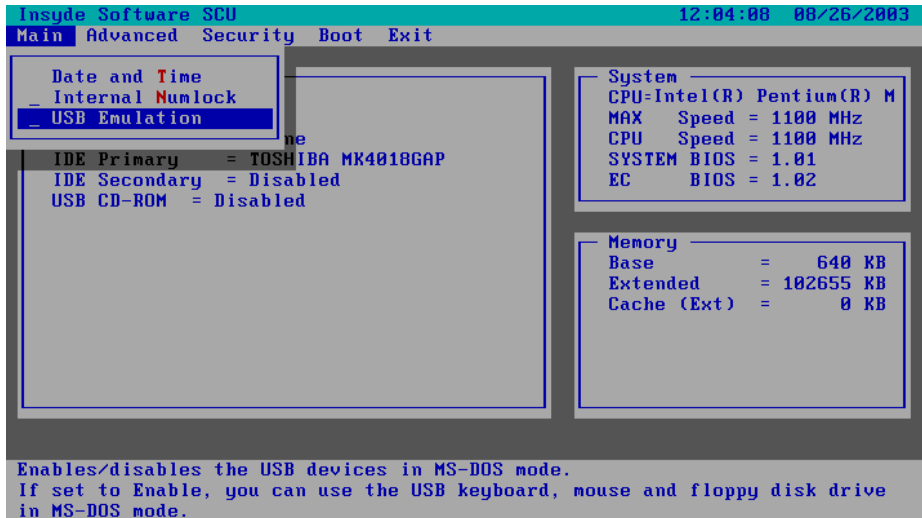 Insyde Software SCU 12:04:08 08/26/2003
Main Advanced Security Boot Exit
Date and Time
_ Internal Numlock
_ USB Emulation
IDE Primary = TOSHIBA MK4018GAP
IDE Secondary = Disabled
USB CD-ROM = Disabled
System
CPU=Intel(R) Pentium(R) M
MAX Speed = 1100 MHz
CPU Speed = 1100 MHz
SYSTEM BIOS = 1.01
EC BIOS = 1.02
Memory
Base = 640 KB
Extended = 102655 KB
Cache (Ext) = 0 KB
Enables/disables the USB devices in MS-DOS mode.
If set to Enable, you can use the USB keyboard, mouse and floppy disk drive
in MS-DOS mode.